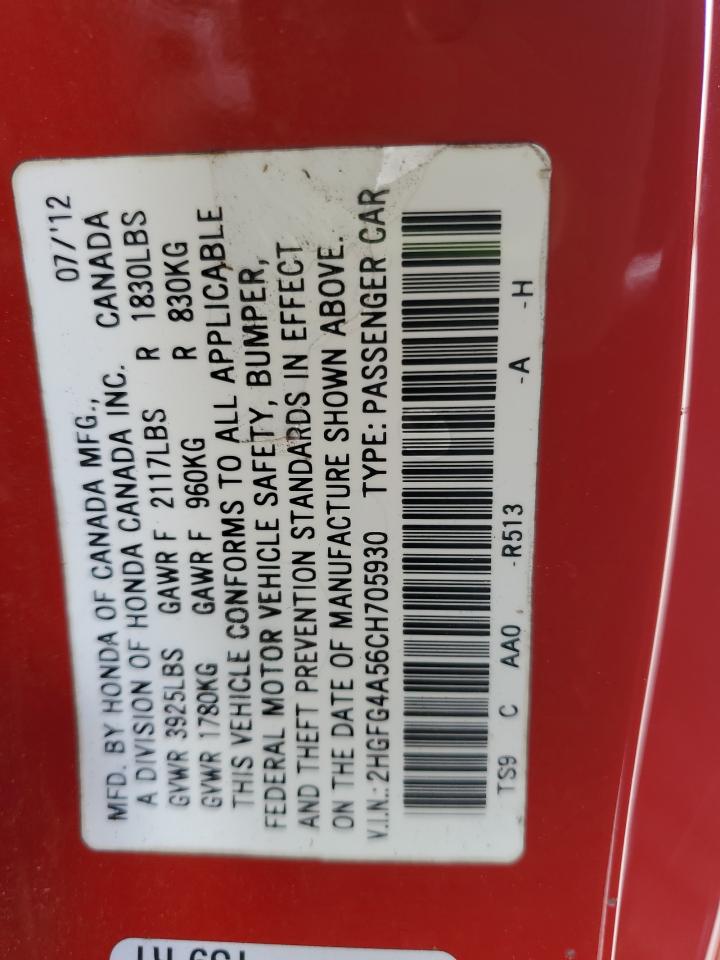 MFD. BY HONDA OF CANADA MFG., 07/'12
A DIVISION OF HONDA CANADA INC. CANADA
GVWR 3925LBS GAWR F 2117LBS R 1830LBS
GVWR 1780KG GAWR F 960KG R 830KG
THIS VEHICLE CONFORMS TO ALL APPLICABLE
FEDERAL MOTOR VEHICLE SAFETY, BUMPER,
AND THEFT PREVENTION STANDARDS IN EFFECT
ON THE DATE OF MANUFACTURE SHOWN ABOVE.
V.I.N.: 2HGFG4A56CH705930 TYPE: PASSENGER CAR
TS9 C AA0 -R513 -A -H